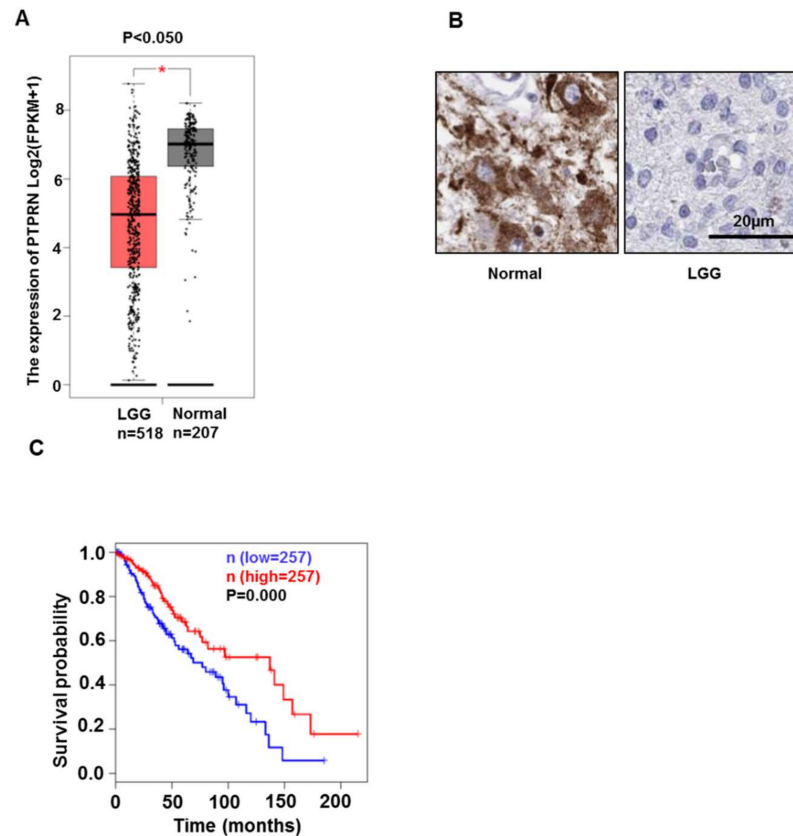 A
P<0.050
*
The expression of PTPRN Log2(FPKM+1)
8
6
4
2
0
LGG Normal
n=518 n=207
B
20μm
Normal LGG
C
n (low=257)
n (high=257)
P=0.000
Survival probability
1.0
0.8
0.6
0.4
0.2
0.0
0 50 100 150 200
Time (months)